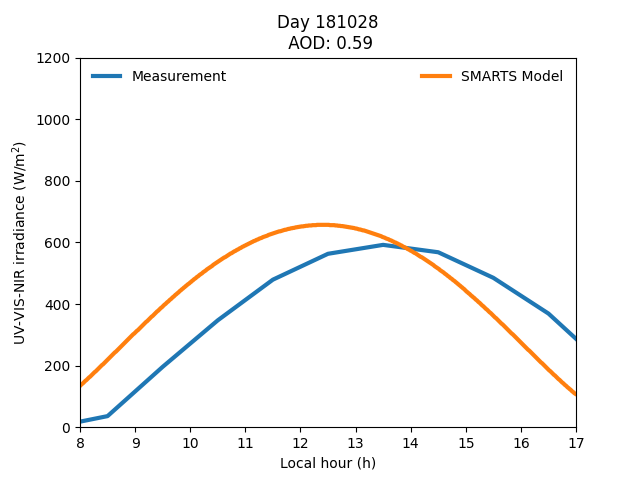 Day 181028
AOD: 0.59
Measurement
SMARTS Model
UV-VIS-NIR irradiance (W/m²)
1200
1000
800
600
400
200
0
8 9 10 11 12 13 14 15 16 17
Local hour (h)